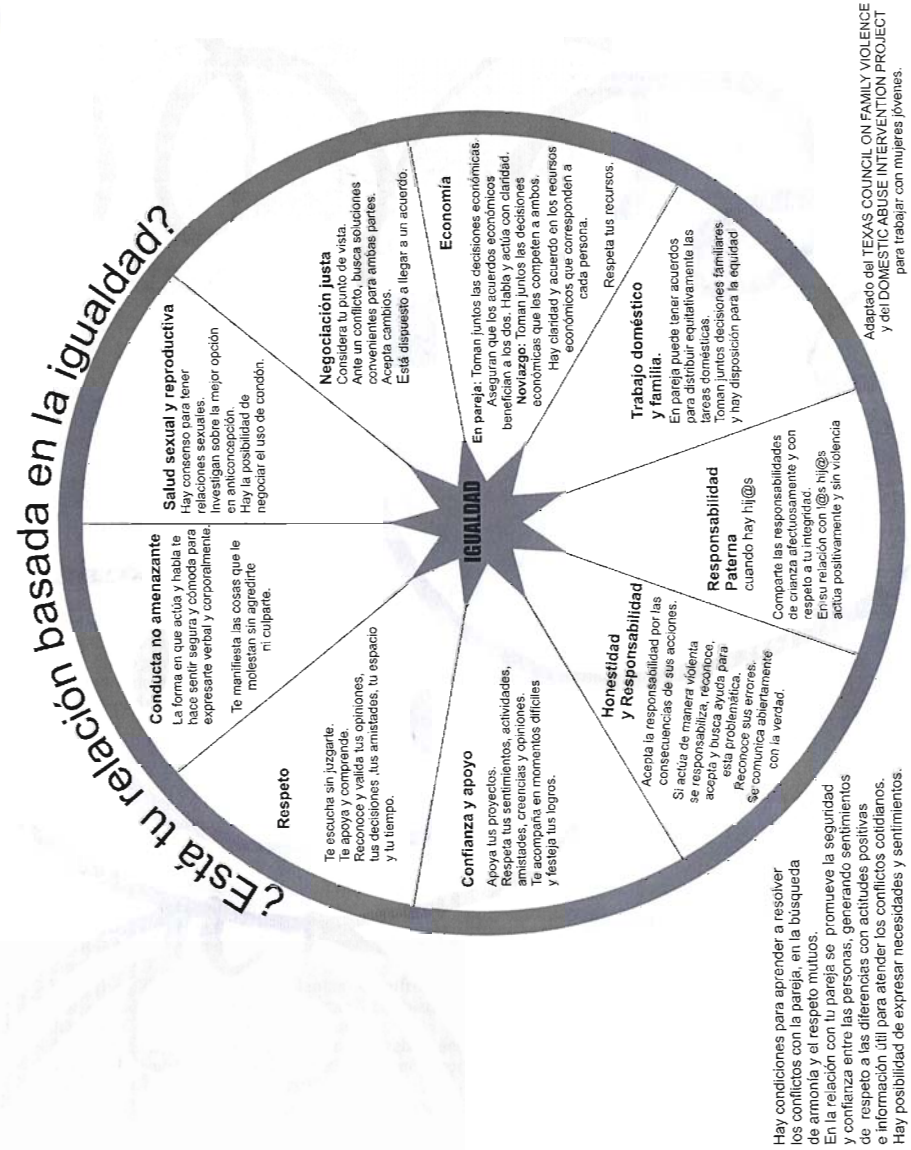 ¿Está tu relación basada en la igualdad?
Conducta no amenazante
La forma en que actúa y habla te
hace sentir segura y cómoda para
expresarte verbal y corporalmente.
Te manifiesta las cosas que le
molestan sin agredirte
ni culparte.
Salud sexual y reproductiva
Hay consenso para tener
relaciones sexuales.
Investigan sobre la mejor opción
en anticoncepción.
Hay la posibilidad de
negociar el uso de condón.
Negociación justa
Considera tu punto de vista.
Ante un conflicto, busca soluciones
convenientes para ambas partes.
Acepta cambios.
Está dispuesto a llegar a un acuerdo.
Economía
En pareja: Toman juntos las decisiones económicas.
Aseguran que los acuerdos económicos
benefician a los dos. Habla y actúa con claridad.
Noviazgo: Toman juntos las decisiones
económicas que los competen a ambos.
Hay claridad y acuerdo en los recursos
económicos que corresponden a
cada persona.
Respeta tus recursos.
Trabajo doméstico
y familia.
En pareja puede tener acuerdos
para distribuir equitativamente las
tareas domésticas.
Toman juntos decisiones familiares
y hay disposición para la equidad
Responsabilidad
Paterna
cuando hay hij@s
Comparte las responsabilidades
de crianza afectuosamente y con
respeto a tu integridad.
En su relación con l@s hij@s
actúa positivamente y sin violencia
Honestidad
y Responsabilidad
Acepta la responsabilidad por las
consecuencias de sus acciones.
Si actúa de manera violenta
se responsabiliza, reconoce,
acepta y busca ayuda para
esta problemática.
Reconoce sus errores.
Se comunica abiertamente
con la verdad.
Confianza y apoyo
Apoya tus proyectos.
Respeta tus sentimientos, actividades,
amistades, creencias y opiniones.
Te acompaña en momentos difíciles
y festeja tus logros.
Respeto
Te escucha sin juzgarte.
Te apoya y comprende.
Reconoce y valida tus opiniones,
tus decisiones ,tus amistades, tu espacio
y tu tiempo.
IGUALDAD
Hay condiciones para aprender a resolver
los conflictos con la pareja, en la búsqueda
de armonía y el respeto mutuos.
En la relación con tu pareja se promueve la seguridad
y confianza entre las personas, generando sentimientos
de respeto a las diferencias con actitudes positivas
e información útil para atender los conflictos cotidianos.
Hay posibilidad de expresar necesidades y sentimientos.
Adaptado del TEXAS COUNCIL ON FAMILY VIOLENCE
y del DOMESTIC ABUSE INTERVENTION PROJECT
para trabajar con mujeres jóvenes.